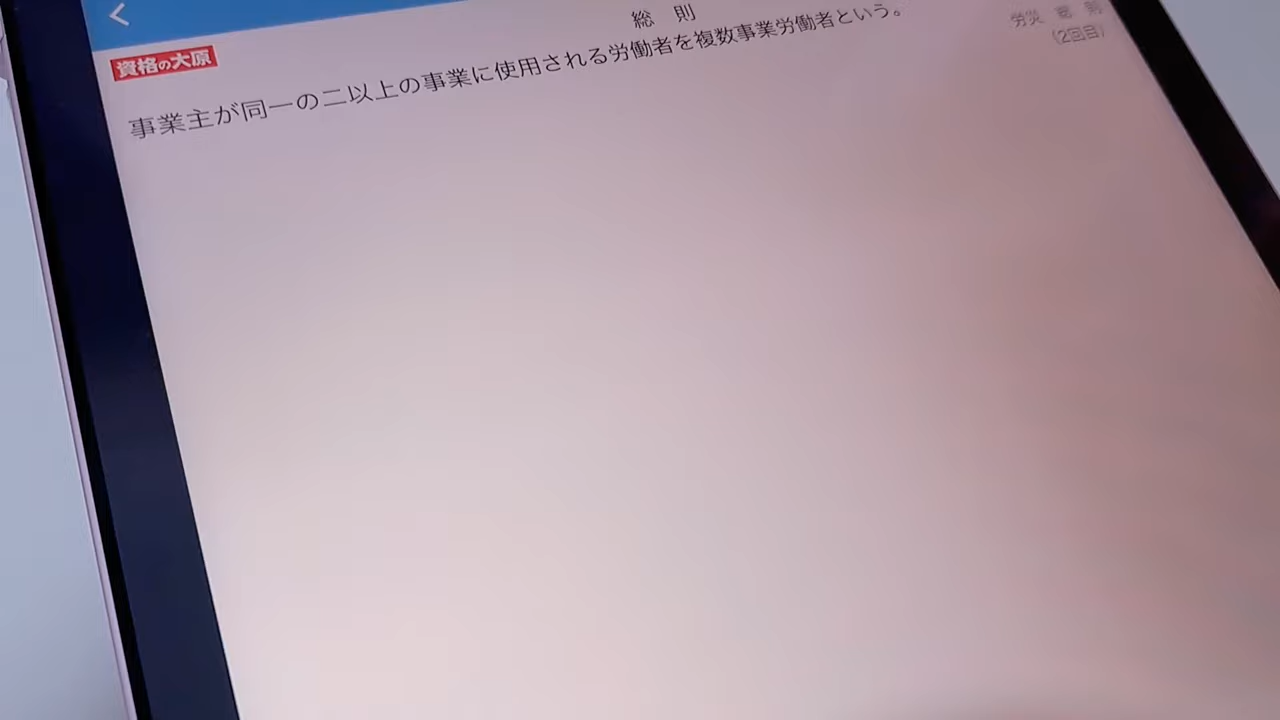 総 則
資格の大原
労災 総 則
(2回目)
事業主が同一の二以上の事業に使用される労働者を複数事業労働者という。